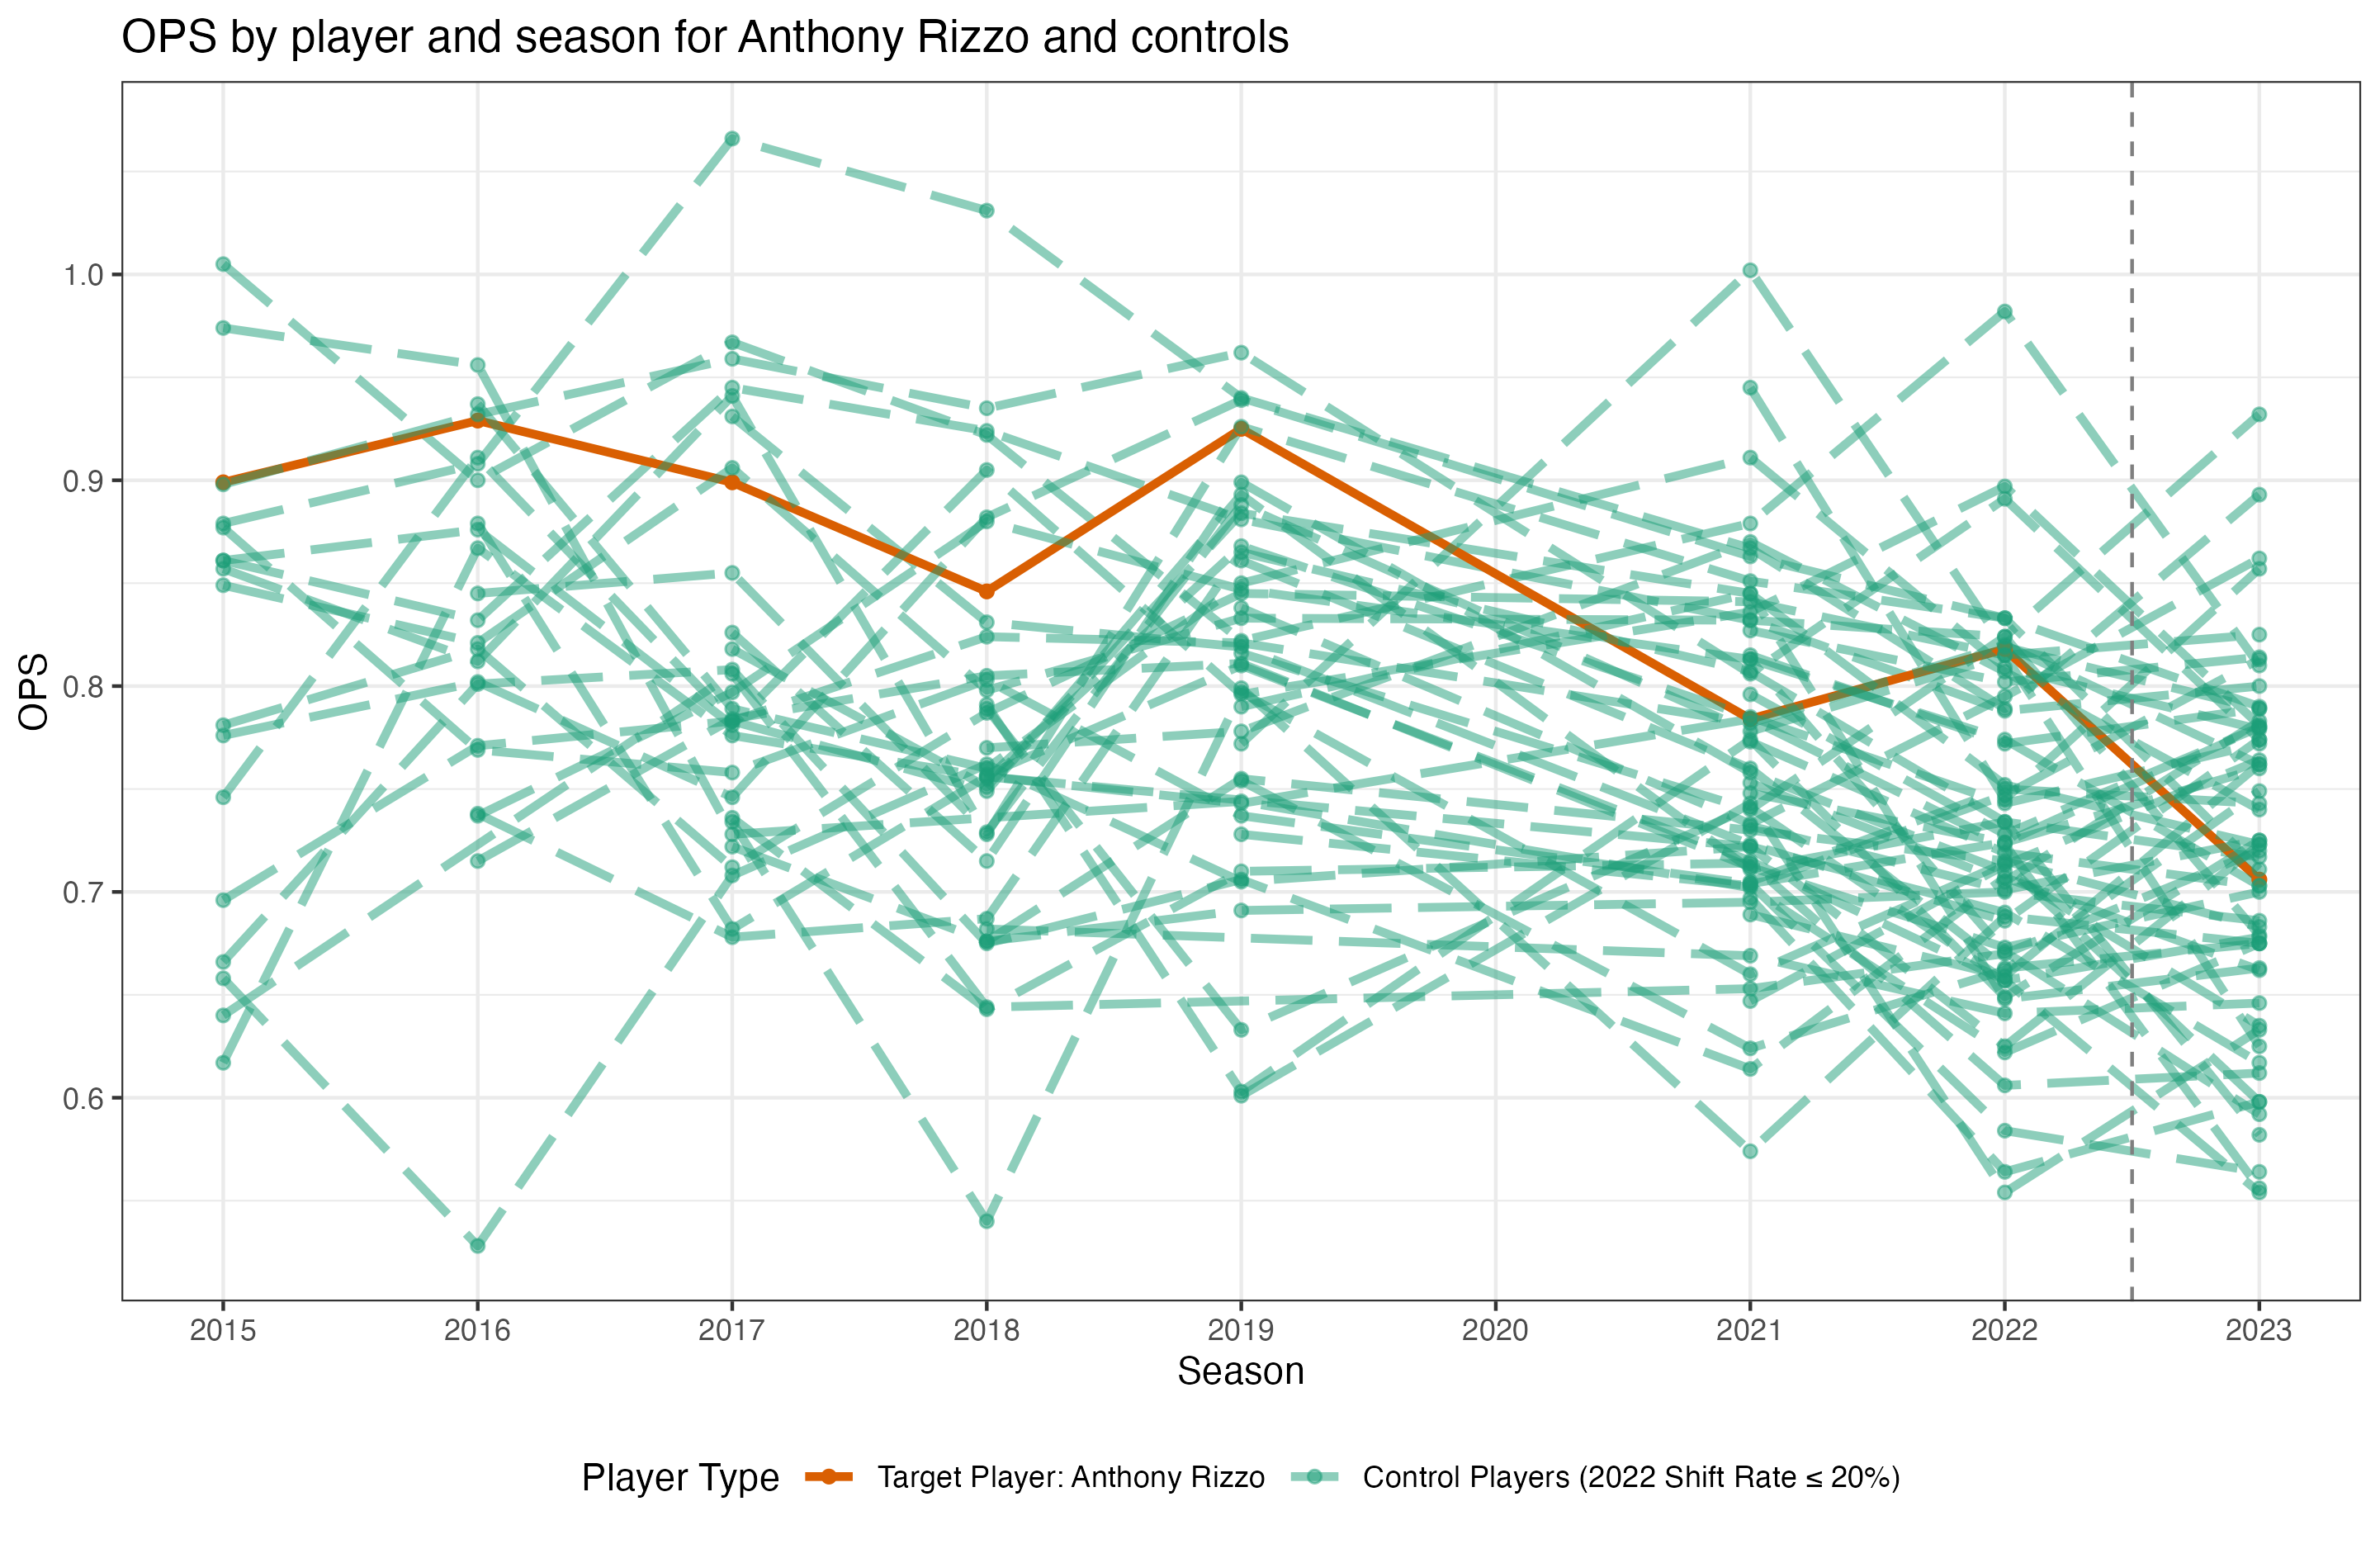 OPS by player and season for Anthony Rizzo and controls
OPS
1.0
0.9
0.8
0.7
0.6
2015 2016 2017 2018 2019 2020 2021 2022 2023
Season
Player Type Target Player: Anthony Rizzo Control Players (2022 Shift Rate ≤ 20%)